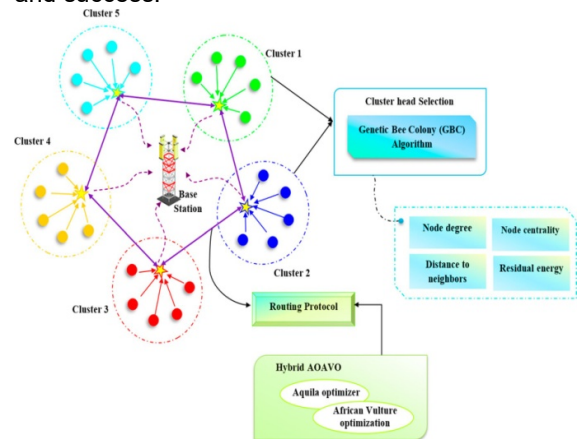 and success.
Cluster 5
Cluster 1
Cluster 4
Base
Station
Cluster 2
Cluster 3
Cluster head Selection
Genetic Bee Colony (GBC)
Algorithm
Node degree
Node centrality
Distance to
neighbors
Residual energy
Routing Protocol
Hybrid AOAVO
Aquila optimizer
African Vulture
optimization